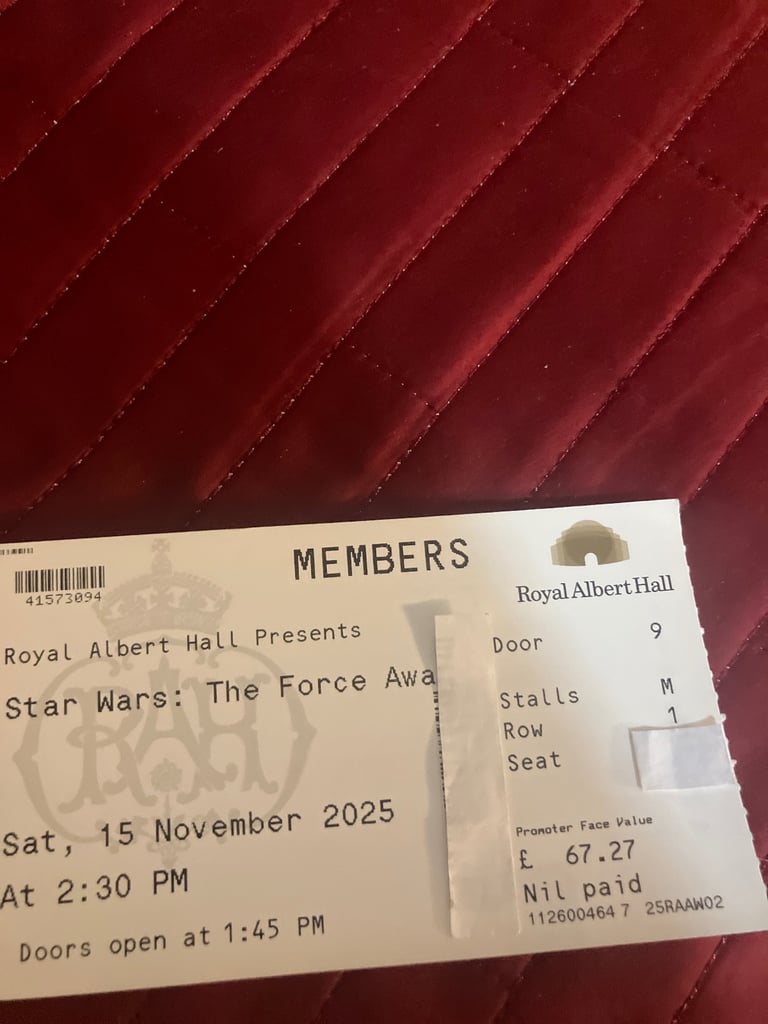 MEMBERS
41573094
Royal Albert Hall Presents
Star Wars: The Force Awa
Sat, 15 November 2025
At 2:30 PM
Doors open at 1:45 PM
RAH
Royal Albert Hall
Door 9
Stalls M
Row 1
Seat
Promoter Face Value
£ 67.27
Nil paid
112600464 7 25RAAW02